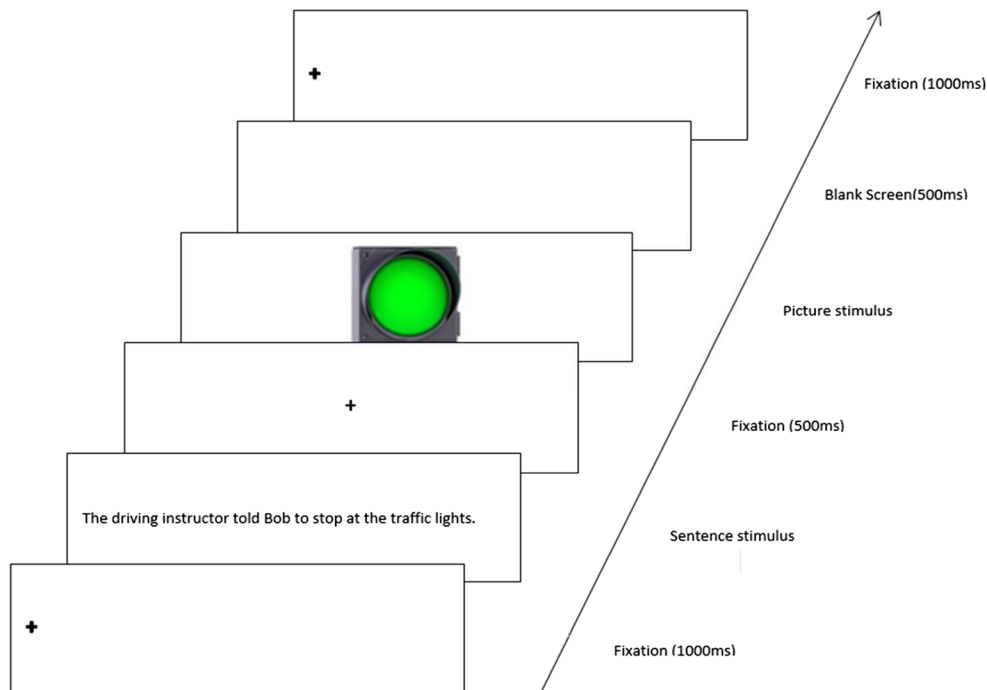 Fixation (1000ms)
Blank Screen(500ms)
Picture stimulus
Fixation (500ms)
The driving instructor told Bob to stop at the traffic lights.
Sentence stimulus
Fixation (1000ms)